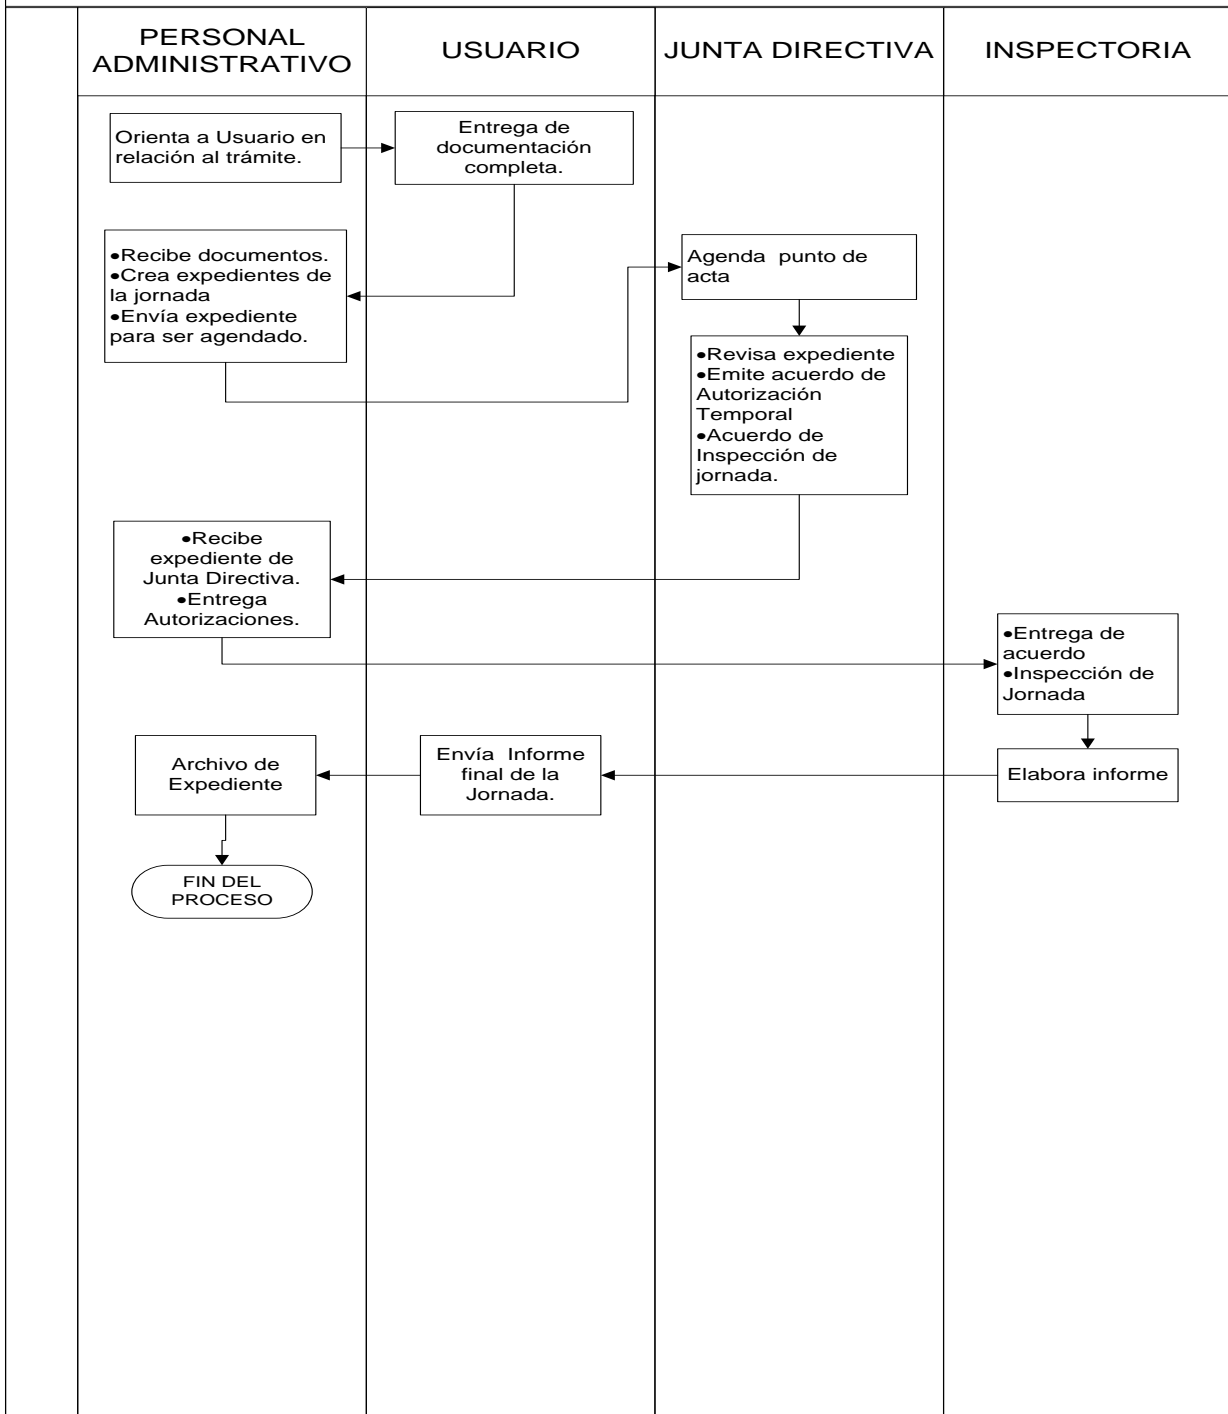 PERSONAL
ADMINISTRATIVO
USUARIO
JUNTA DIRECTIVA
INSPECTORIA
Orienta a Usuario en
relación al trámite.
Entrega de
documentación
completa.
●Recibe documentos.
●Crea expedientes de
la jornada
●Envía expediente
para ser agendado.
Agenda punto de
acta
●Revisa expediente
●Emite acuerdo de
Autorización
Temporal
●Acuerdo de
Inspección de
jornada.
●Recibe
expediente de
Junta Directiva.
●Entrega
Autorizaciones.
●Entrega de
acuerdo
●Inspección de
Jornada
Elabora informe
Envía Informe
final de la
Jornada.
Archivo de
Expediente
FIN DEL
PROCESO